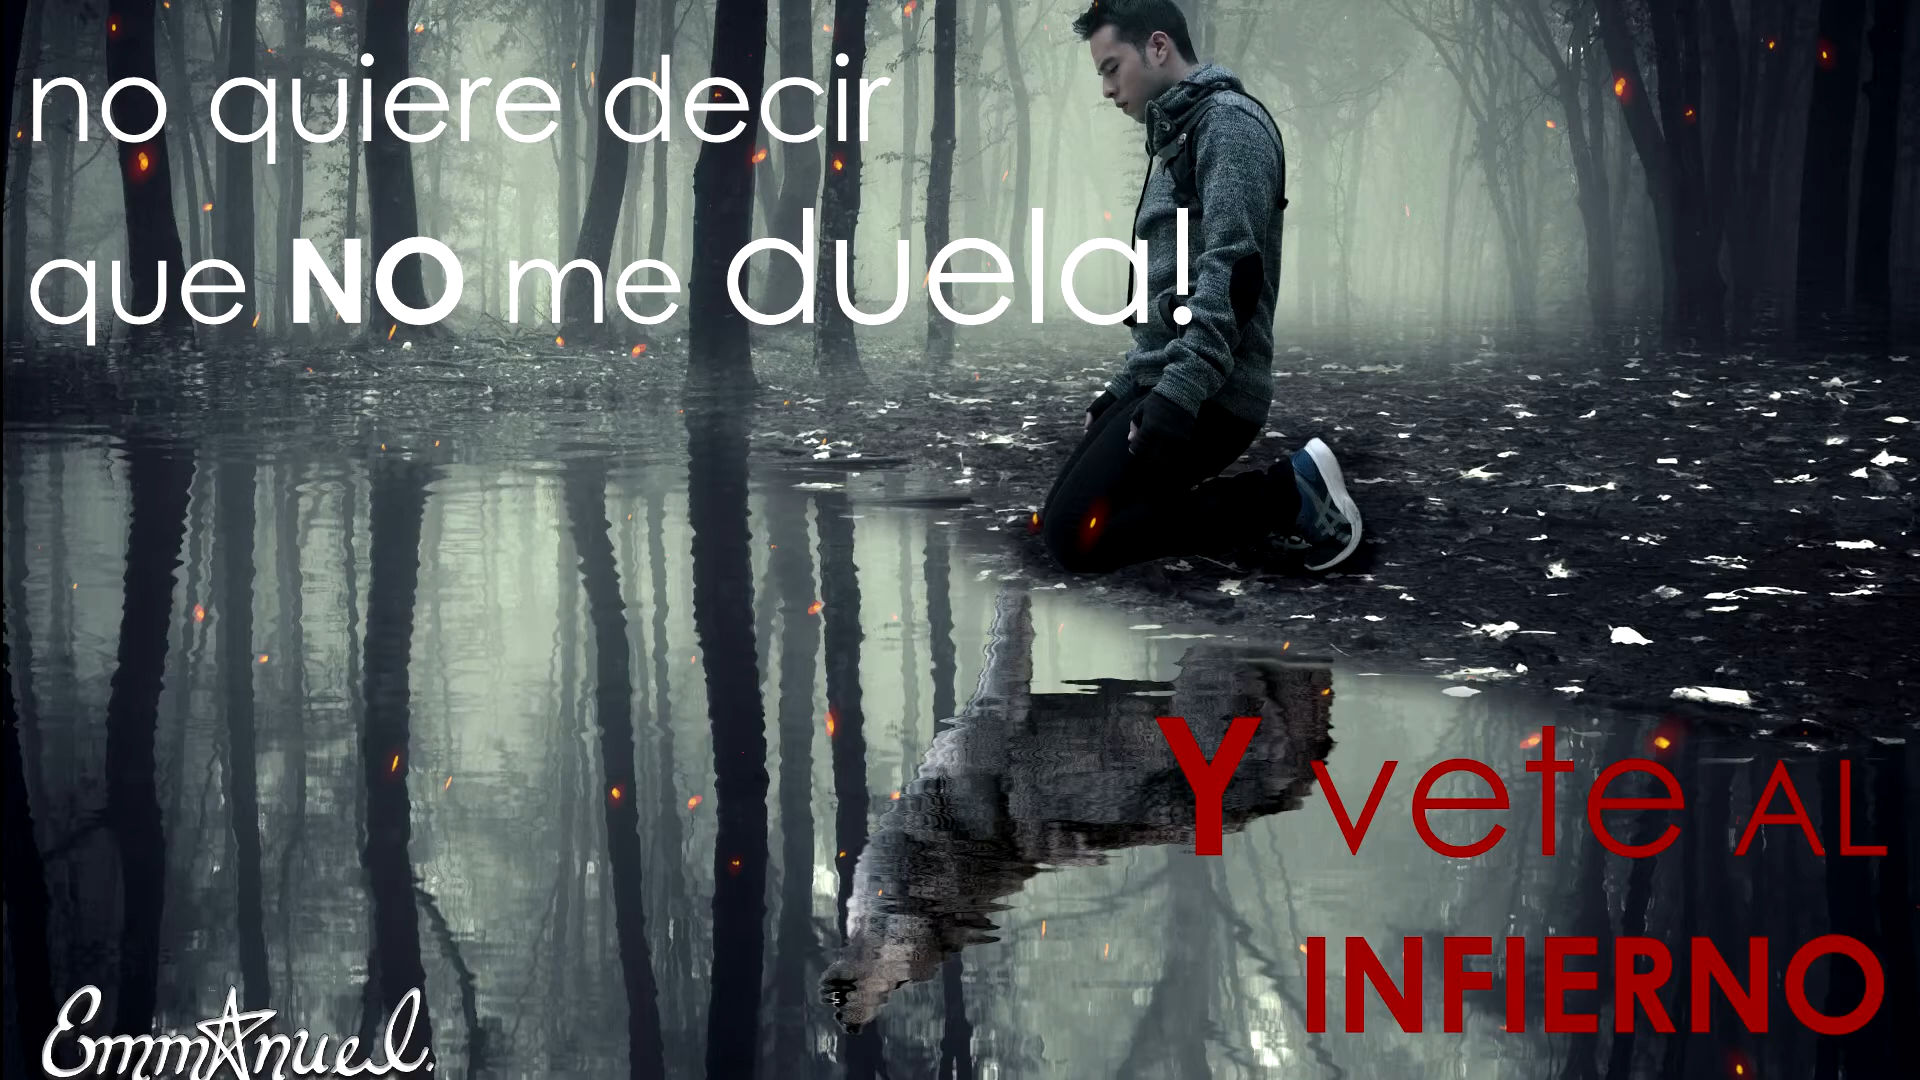 no quiere decir
que NO me duela!
Y vete AL
INFIERNO
EmmAnuel.